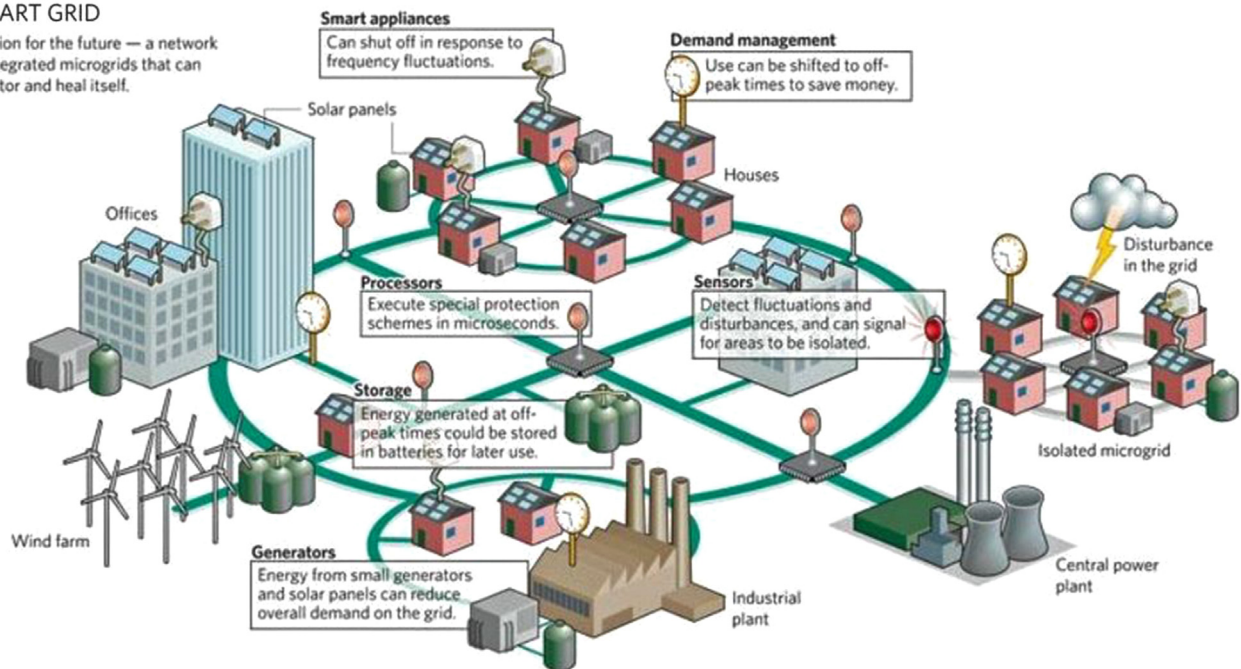 ART GRID
ion for the future — a network
egrated microgrids that can
tor and heal itself.
Smart appliances
Can shut off in response to
frequency fluctuations.
Demand management
Use can be shifted to off-
peak times to save money.
Solar panels
Houses
Offices
Disturbance
in the grid
Processors
Execute special protection
schemes in microseconds.
Sensors
Detect fluctuations and
disturbances, and can signal
for areas to be isolated.
Storage
Energy generated at off-
peak times could be stored
in batteries for later use.
Isolated microgrid
Wind farm
Generators
Energy from small generators
and solar panels can reduce
overall demand on the grid.
Central power
plant
Industrial
plant